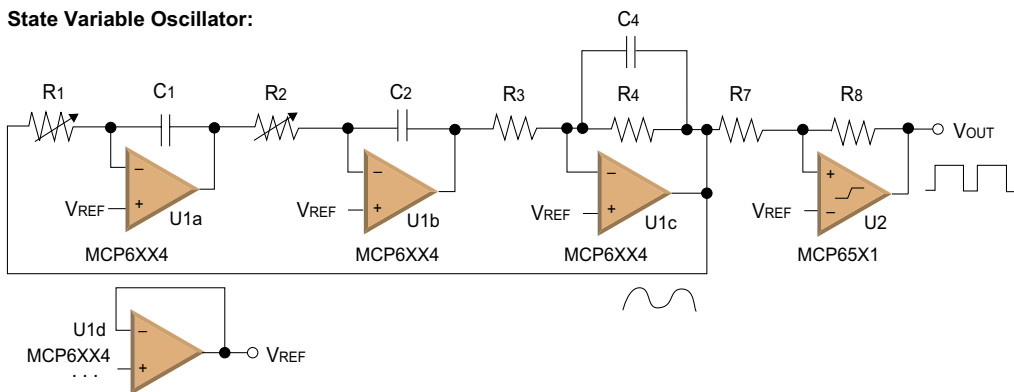 State Variable Oscillator:
C4
R1 C1 R2 C2 R3 R4 R7 R8
VOUT
− − − +
+ + + −
VREF U1a VREF U1b VREF U1c VREF U2
MCP6XX4 MCP6XX4 MCP6XX4 MCP65X1
U1d −
MCP6XX4 VREF
. . . +